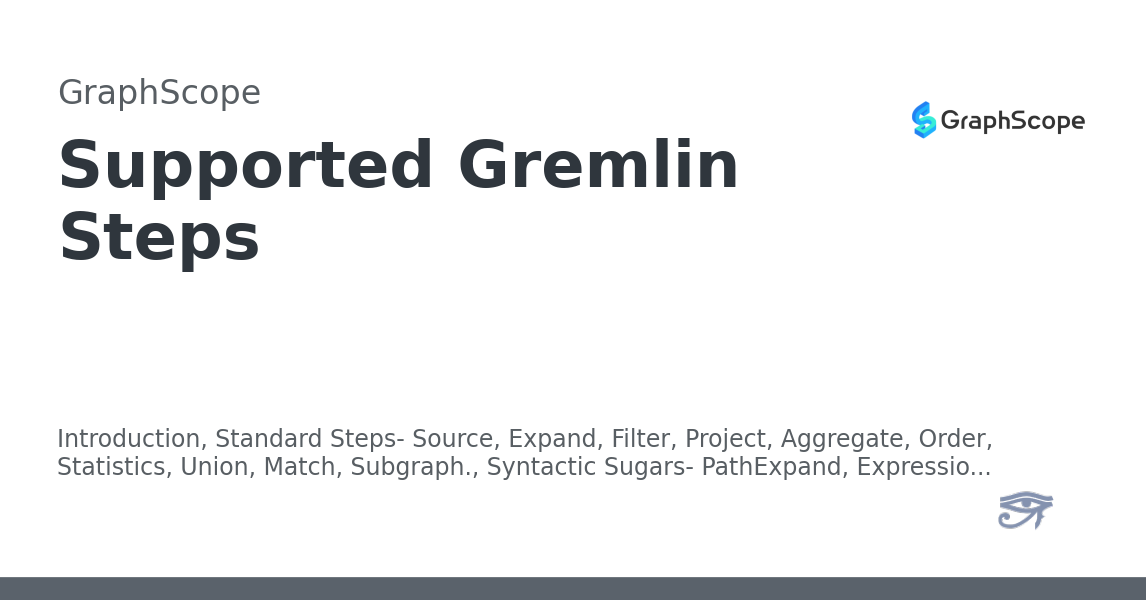 GraphScope
GraphScope
Supported Gremlin
Steps
Introduction, Standard Steps- Source, Expand, Filter, Project, Aggregate, Order,
Statistics, Union, Match, Subgraph., Syntactic Sugars- PathExpand, Expressio...